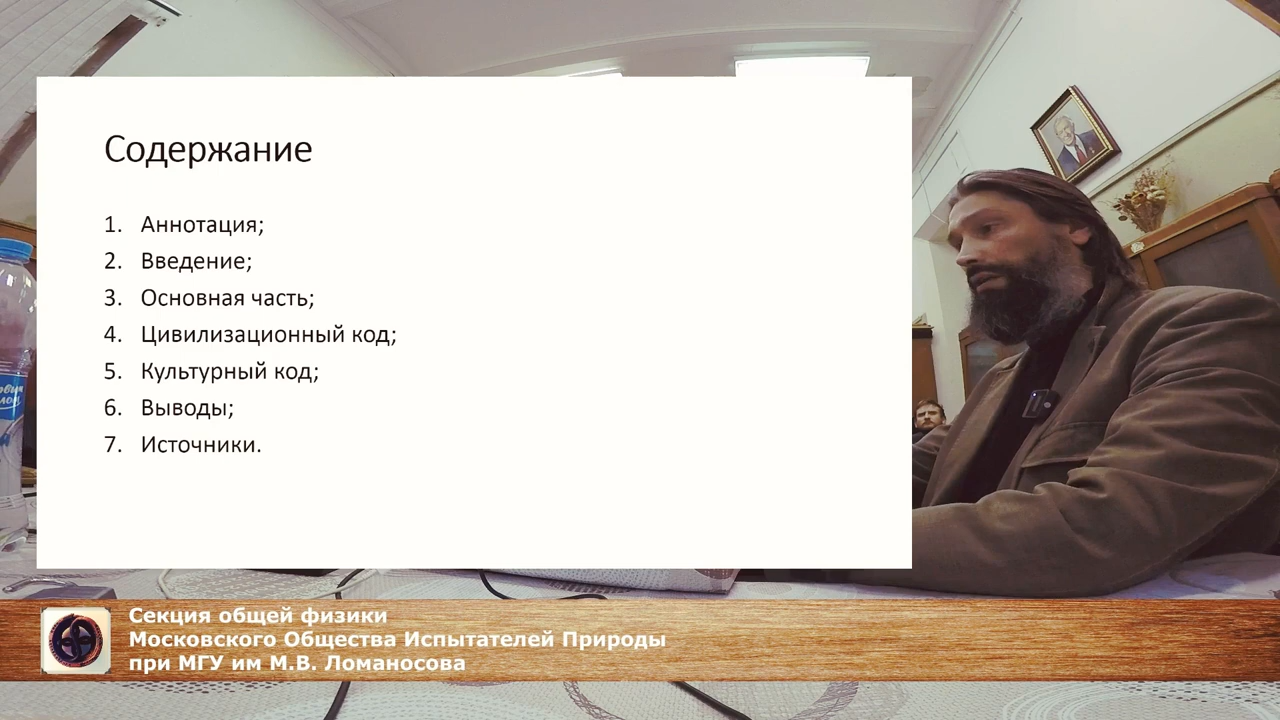 Содержание
1. Аннотация;
2. Введение;
3. Основная часть;
4. Цивилизационный код;
5. Культурный код;
6. Выводы;
7. Источники.
Секция общей физики
Московского Общества Испытателей Природы
при МГУ им М.В. Ломаносова